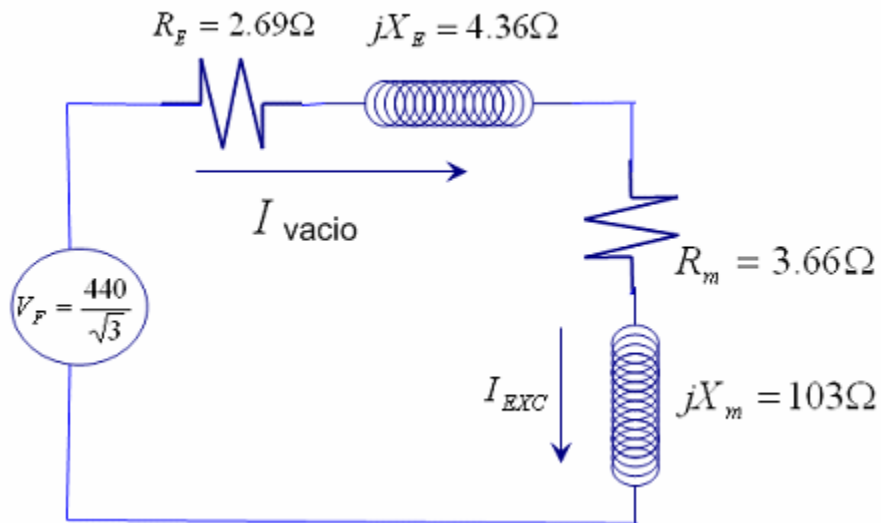 R_E = 2.69Ω
jX_E = 4.36Ω
I vacio
V_F = 440/√3
R_m = 3.66Ω
I_EXC
jX_m = 103Ω